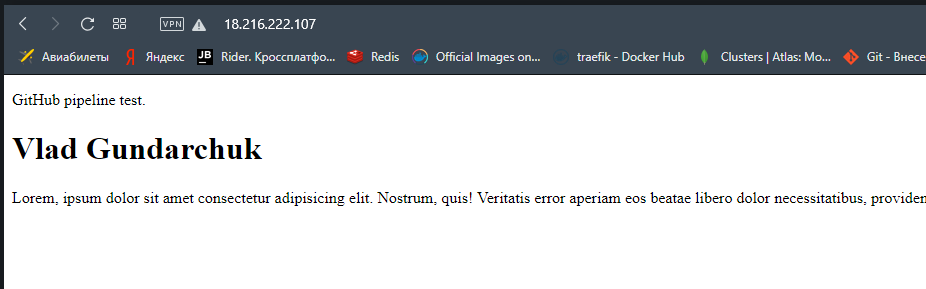 VPN 18.216.222.107
Авиабилеты Яндекс JB Rider. Кроссплатфо... Redis Official Images on... traefik - Docker Hub Clusters | Atlas: Mo... Git - Внесе
GitHub pipeline test.
Vlad Gundarchuk
Lorem, ipsum dolor sit amet consectetur adipisicing elit. Nostrum, quis! Veritatis error aperiam eos beatae libero dolor necessitatibus, providen